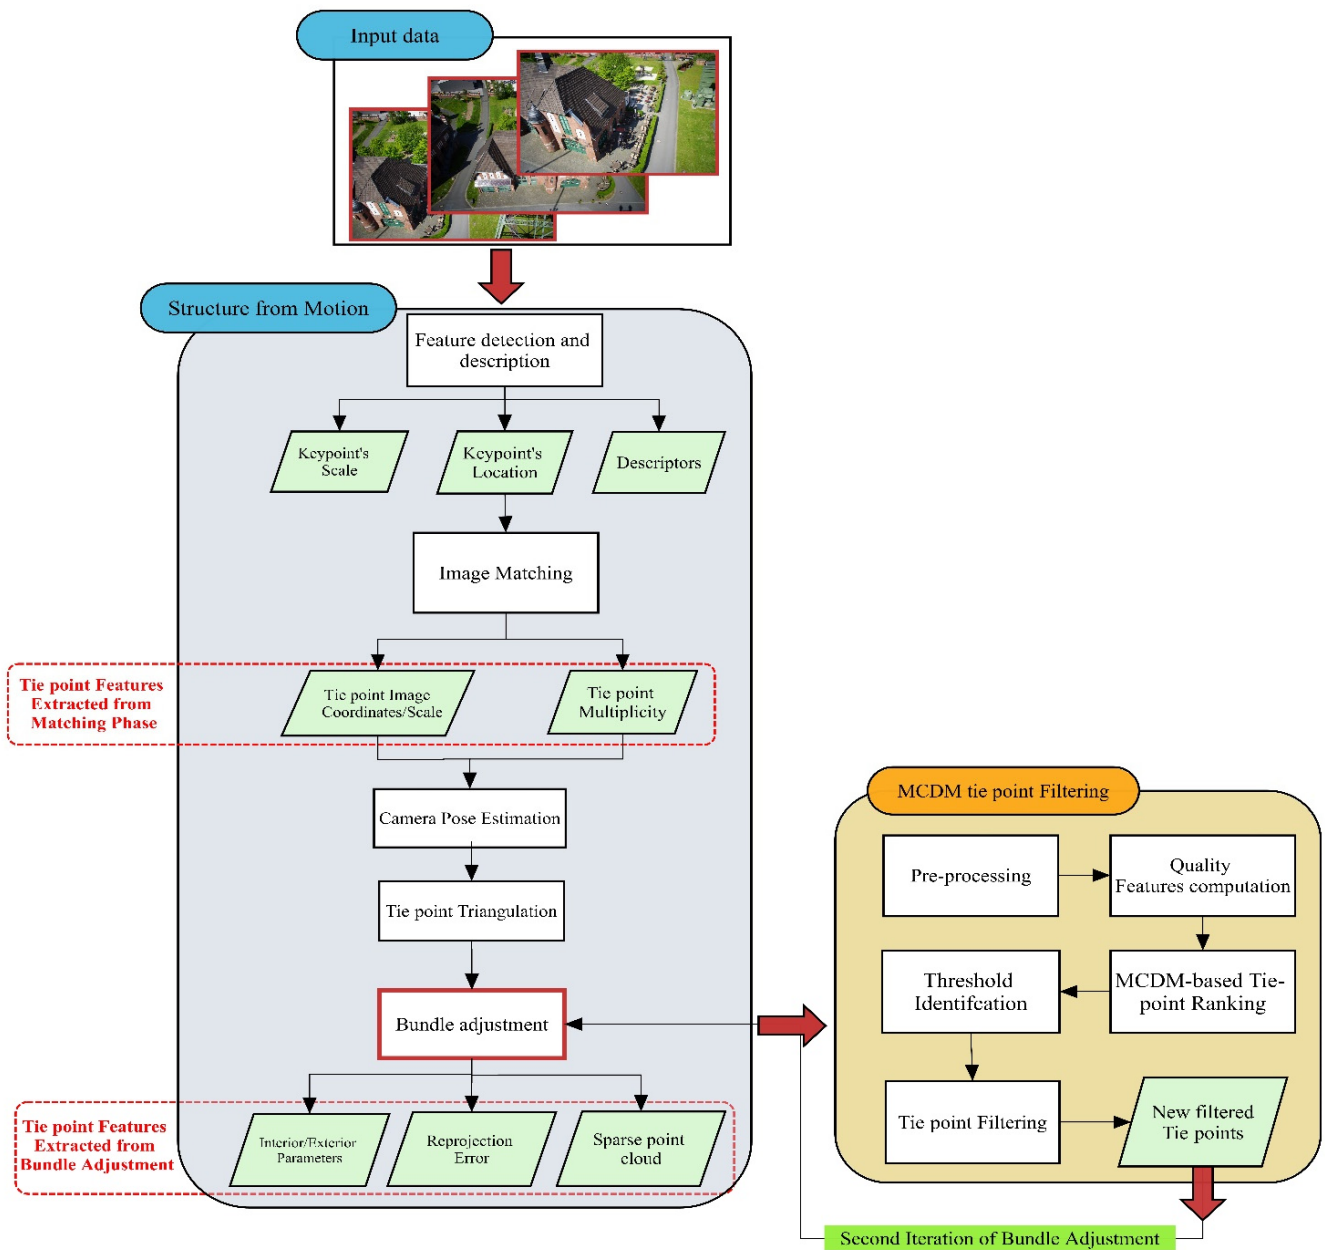 Input data
Structure from Motion
Feature detection and
description
Keypoint's
Scale
Keypoint's
Location
Descriptors
Image Matching
Tie point Features
Extracted from
Matching Phase
Tie point Image
Coordinates/Scale
Tie point
Multiplicity
Camera Pose Estimation
Tie point Triangulation
Bundle adjustment
Tie point Features
Extracted from
Bundle Adjustment
Interior/Exterior
Parameters
Reprojection
Error
Sparse point
cloud
MCDM tie point Filtering
Pre-processing
Quality
Features computation
Threshold
Identifcation
MCDM-based Tie-
point Ranking
Tie point Filtering
New filtered
Tie points
Second Iteration of Bundle Adjustment